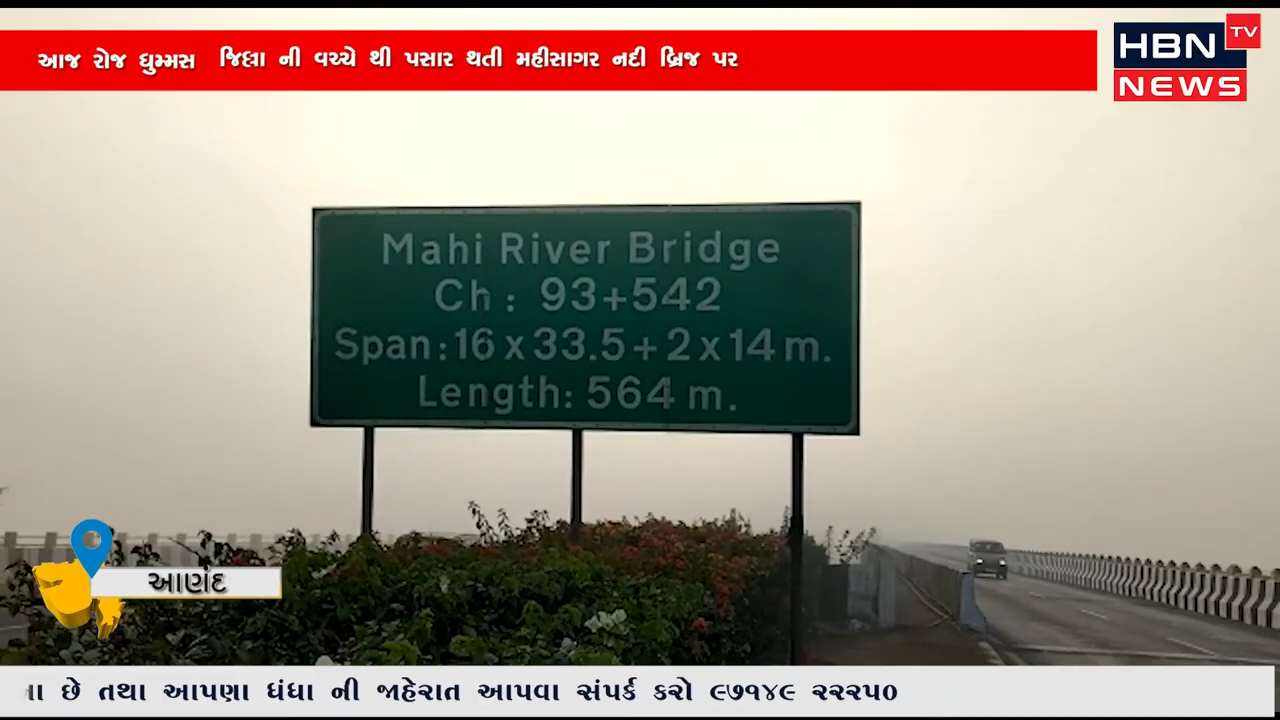 આજ રોજ ધુમ્મસ જિલ્લા ની વચ્ચે થી પસાર થતી મહીસાગર નદી બ્રિજ પર
HBN TV
NEWS
Mahi River Bridge
Ch : 93+542
Span:16 x 33.5 + 2 x 14 m.
Length: 564 m.
આણંદ
છે તથા આપણા ધંધા ની જાહેરાત આપવા સંપર્ક કરો ૯૭૧૪૯ ૨૨૨૫૦